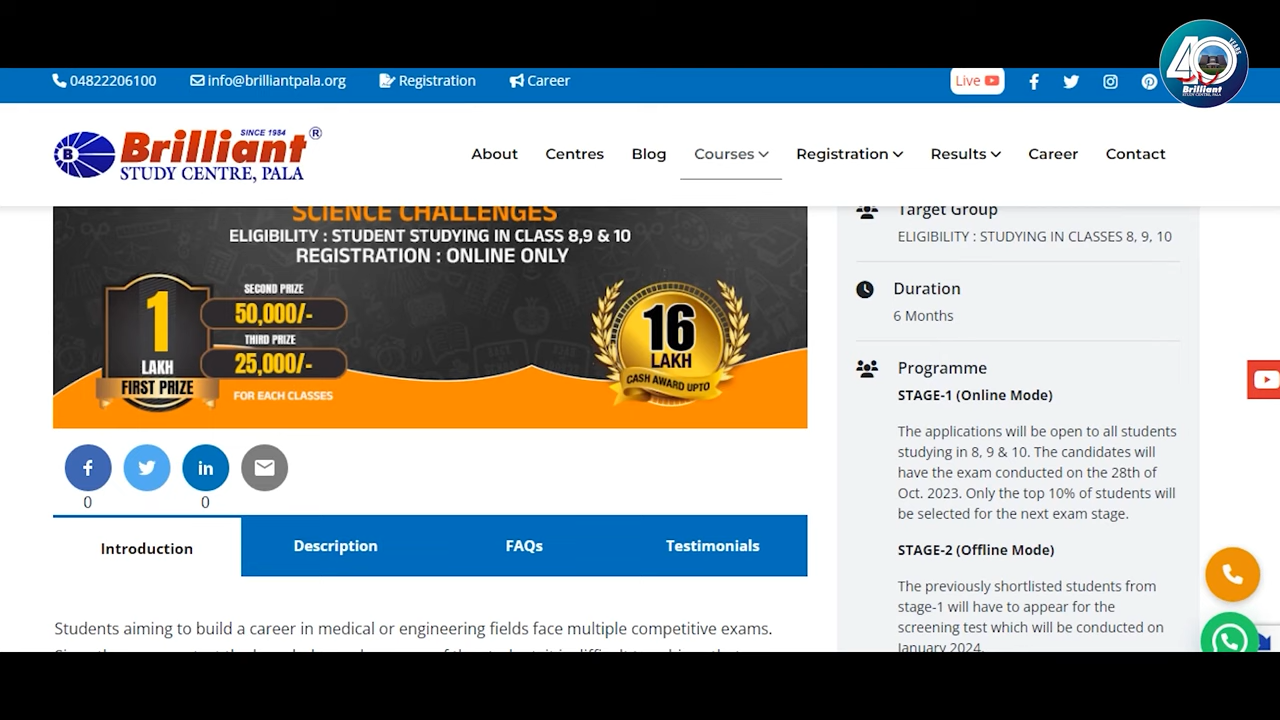 40 YEARS
Brilliant
STUDY CENTRE, PALA
04822206100
info@brilliantpala.org
Registration
Career
Live
SINCE 1984
B
Brilliant ®
STUDY CENTRE, PALA
About
Centres
Blog
Courses
Registration
Results
Career
Contact
SCIENCE CHALLENGES
ELIGIBILITY : STUDENT STUDYING IN CLASS 8,9 & 10
REGISTRATION : ONLINE ONLY
1
LAKH
FIRST PRIZE
SECOND PRIZE
50,000/-
THIRD PRIZE
25,000/-
FOR EACH CLASSES
16
LAKH
CASH AWARD UPTO
0
0
Introduction
Description
FAQs
Testimonials
Students aiming to build a career in medical or engineering fields face multiple competitive exams.
Target Group
ELIGIBILITY : STUDYING IN CLASSES 8, 9, 10
Duration
6 Months
Programme
STAGE-1 (Online Mode)
The applications will be open to all students
studying in 8, 9 & 10. The candidates will
have the exam conducted on the 28th of
Oct. 2023. Only the top 10% of students will
be selected for the next exam stage.
STAGE-2 (Offline Mode)
The previously shortlisted students from
stage-1 will have to appear for the
screening test which will be conducted on
January 2024.